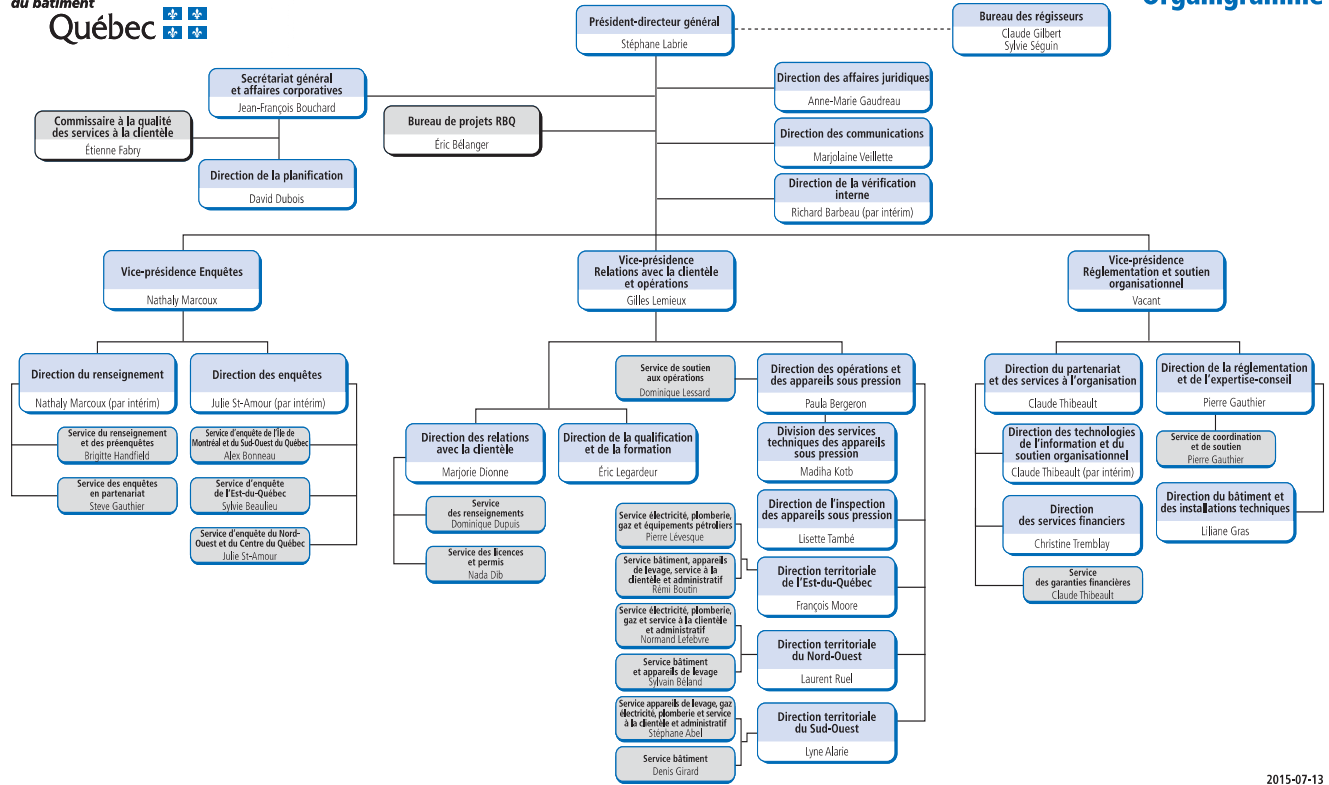 du bâtiment
Québec
Organigramme
Président-directeur général
Stéphane Labrie
Bureau des régisseurs
Claude Gilbert
Sylvie Séguin
Secrétariat général
et affaires corporatives
Jean-François Bouchard
Direction des affaires juridiques
Anne-Marie Gaudreau
Commissaire à la qualité
des services à la clientèle
Étienne Fabry
Bureau de projets RBQ
Éric Bélanger
Direction des communications
Marjolaine Veillette
Direction de la planification
David Dubois
Direction de la vérification
interne
Richard Barbeau (par intérim)
Vice-présidence Enquêtes
Nathaly Marcoux
Vice-présidence
Relations avec la clientèle
et opérations
Gilles Lemieux
Vice-présidence
Réglementation et soutien
organisationnel
Vacant
Direction du renseignement
Nathaly Marcoux (par intérim)
Service du renseignement
et des préenquêtes
Brigitte Handfield
Service des enquêtes
en partenariat
Steve Gauthier
Direction des enquêtes
Julie St-Amour (par intérim)
Service d'enquête de l'Île de
Montréal et du Sud-Ouest du Québec
Alex Bonneau
Service d'enquête
de l'Est-du-Québec
Sylvie Beaulieu
Service d'enquête du Nord-
Ouest et du Centre du Québec
Julie St-Amour
Direction des relations
avec la clientèle
Marjorie Dionne
Service
des renseignements
Dominique Dupuis
Service des licences
et permis
Nada Dib
Direction de la qualification
et de la formation
Éric Legardeur
Service de soutien
aux opérations
Dominique Lessard
Direction des opérations et
des appareils sous pression
Paula Bergeron
Division des services
techniques des appareils
sous pression
Madiha Kotb
Direction de l'inspection
des appareils sous pression
Lisette També
Service électricité, plomberie,
gaz et équipements pétroliers
Pierre Lévesque
Service bâtiment, appareils
de levage, service à la
clientèle et administratif
Rémi Boutin
Direction territoriale
de l'Est-du-Québec
François Moore
Service électricité, plomberie,
gaz et service à la clientèle
et administratif
Normand Lefebvre
Service bâtiment
et appareils de levage
Sylvain Béland
Direction territoriale
du Nord-Ouest
Laurent Ruel
Service appareils de levage, gaz
électricité, plomberie et service
à la clientèle et administratif
Stéphane Abel
Service bâtiment
Denis Girard
Direction territoriale
du Sud-Ouest
Lyne Alarie
Direction du partenariat
et des services à l'organisation
Claude Thibeault
Direction des technologies
de l'information et du
soutien organisationnel
Claude Thibeault (par intérim)
Direction
des services financiers
Christine Tremblay
Service
des garanties financières
Claude Thibeault
Direction de la réglementation
et de l'expertise-conseil
Pierre Gauthier
Service de coordination
et de soutien
Pierre Gauthier
Direction du bâtiment et
des installations techniques
Liliane Gras
2015-07-13